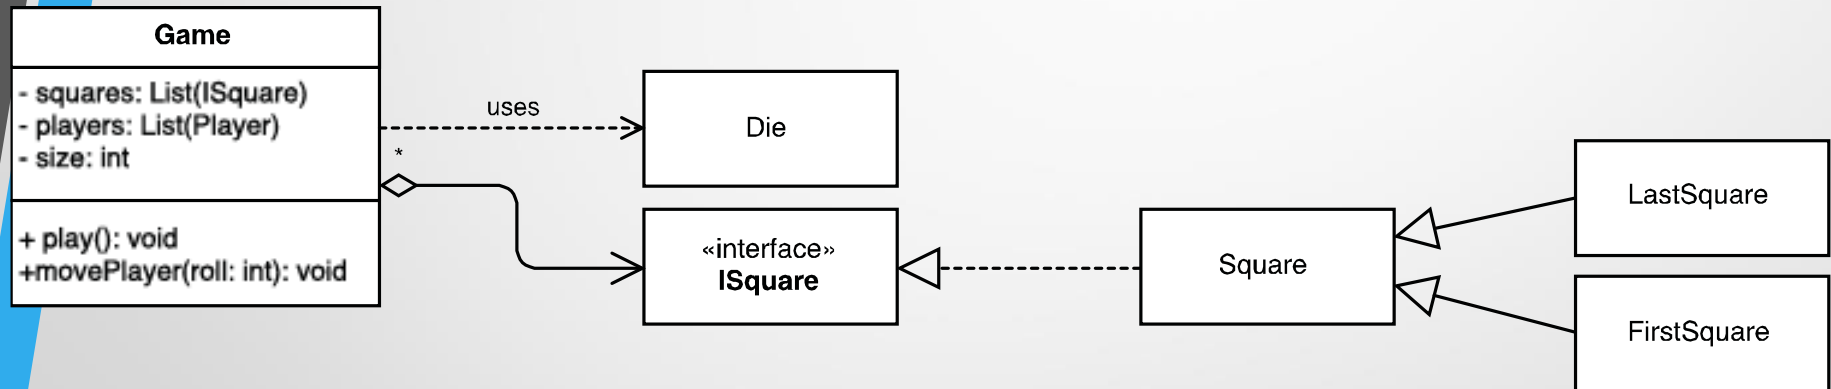 Game
- squares: List(ISquare)
- players: List(Player)
- size: int
+ play(): void
+movePlayer(roll: int): void
uses
*
Die
«interface»
ISquare
Square
LastSquare
FirstSquare